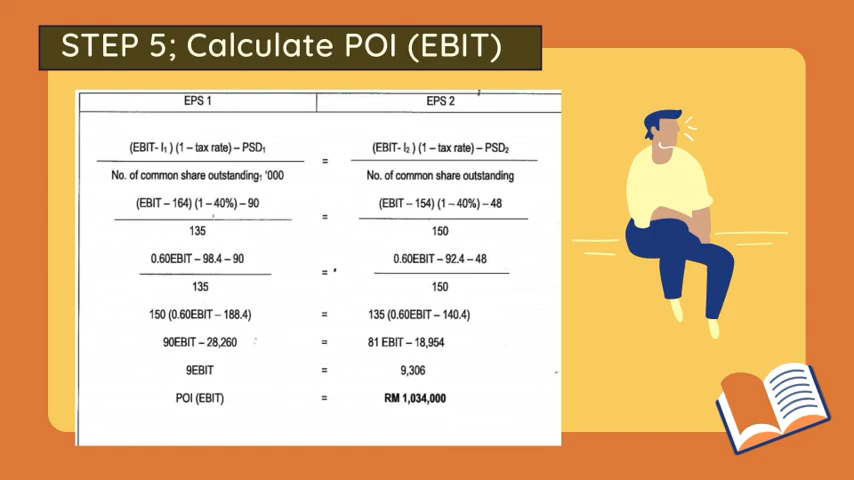 STEP 5; Calculate POI (EBIT)
EPS 1 EPS 2
(EBIT- I₁ ) (1 – tax rate) – PSD₁ = (EBIT- I₂ ) (1 – tax rate) – PSD₂
No. of common share outstanding₁ '000 No. of common share outstanding
(EBIT – 164) (1 – 40%) – 90 = (EBIT – 154) (1 – 40%) – 48
135 150
0.60EBIT – 98.4 – 90 = 0.60EBIT – 92.4 – 48
135 150
150 (0.60EBIT – 188.4) = 135 (0.60EBIT – 140.4)
90EBIT – 28,260 = 81 EBIT – 18,954
9EBIT = 9,306
POI (EBIT) = RM 1,034,000